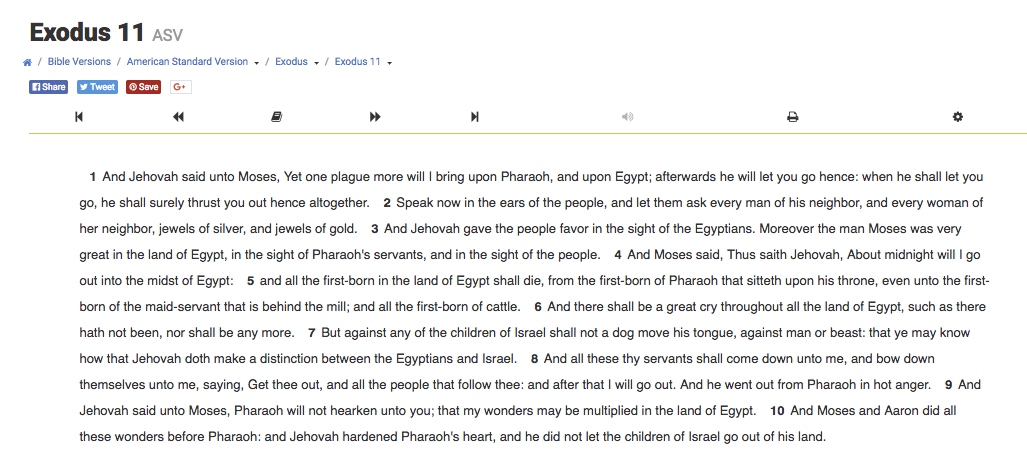 Exodus 11 ASV
/ Bible Versions / American Standard Version / Exodus / Exodus 11
Share Tweet Save G+
1 And Jehovah said unto Moses, Yet one plague more will I bring upon Pharaoh, and upon Egypt; afterwards he will let you go hence: when he shall let you
go, he shall surely thrust you out hence altogether. 2 Speak now in the ears of the people, and let them ask every man of his neighbor, and every woman of
her neighbor, jewels of silver, and jewels of gold. 3 And Jehovah gave the people favor in the sight of the Egyptians. Moreover the man Moses was very
great in the land of Egypt, in the sight of Pharaoh's servants, and in the sight of the people. 4 And Moses said, Thus saith Jehovah, About midnight will I go
out into the midst of Egypt: 5 and all the first-born in the land of Egypt shall die, from the first-born of Pharaoh that sitteth upon his throne, even unto the first-
born of the maid-servant that is behind the mill; and all the first-born of cattle. 6 And there shall be a great cry throughout all the land of Egypt, such as there
hath not been, nor shall be any more. 7 But against any of the children of Israel shall not a dog move his tongue, against man or beast: that ye may know
how that Jehovah doth make a distinction between the Egyptians and Israel. 8 And all these thy servants shall come down unto me, and bow down
themselves unto me, saying, Get thee out, and all the people that follow thee: and after that I will go out. And he went out from Pharaoh in hot anger. 9 And
Jehovah said unto Moses, Pharaoh will not hearken unto you; that my wonders may be multiplied in the land of Egypt. 10 And Moses and Aaron did all
these wonders before Pharaoh: and Jehovah hardened Pharaoh's heart, and he did not let the children of Israel go out of his land.